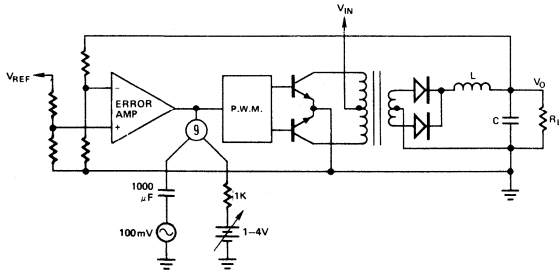 V_IN
V_REF
ERROR
AMP
−
+
9
P.W.M.
L
V_O
C
R_L
1000
μF
100mV
.1K
1–4V